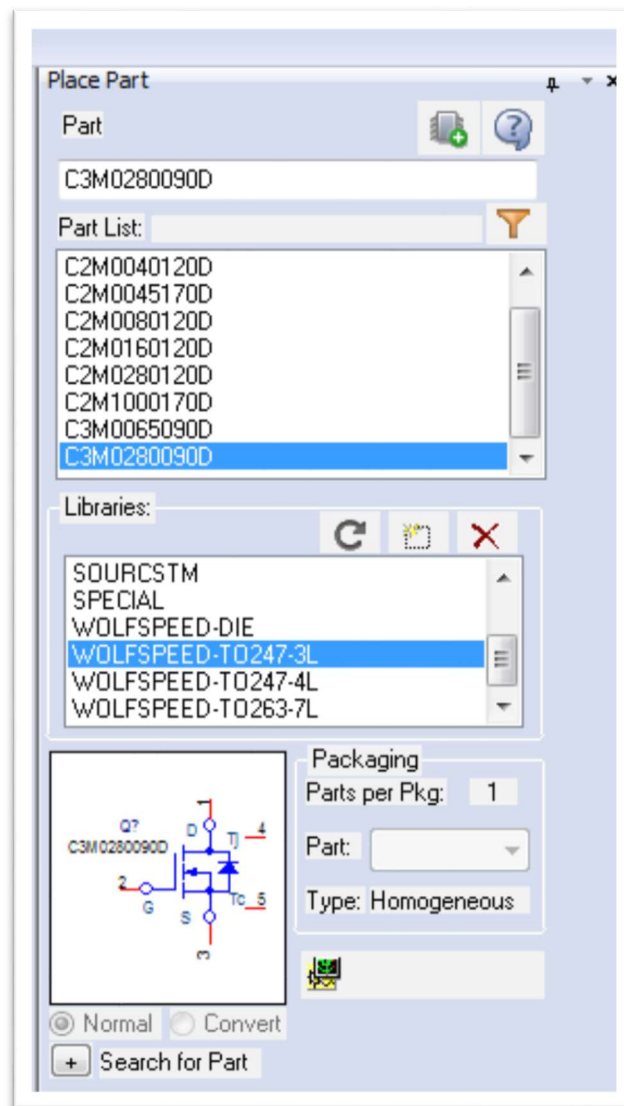 Place Part
Part
C3M0280090D
Part List:
C2M0040120D
C2M0045170D
C2M0080120D
C2M0160120D
C2M0280120D
C2M1000170D
C3M0065090D
C3M0280090D
Libraries:
SOURCSTM
SPECIAL
WOLFSPEED-DIE
WOLFSPEED-TO247-3L
WOLFSPEED-TO247-4L
WOLFSPEED-TO263-7L
Packaging
Parts per Pkg: 1
Part:
Type: Homogeneous
1
Q? D Tj 4
C3M0280090D
2 G S Tc 5
3
Normal Convert
+ Search for Part